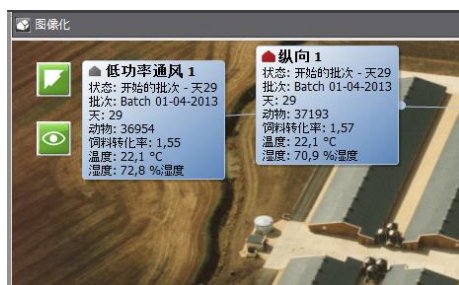 图像化
低功率通风 1
状态: 开始的批次 - 天29
批次: Batch 01-04-2013
天: 29
动物: 36954
饲料转化率: 1,55
温度: 22,1 °C
湿度: 72,8 %湿度
纵向 1
状态: 开始的批次 - 天29
批次: Batch 01-04-2013
天: 29
动物: 37193
饲料转化率: 1,57
温度: 22,1 °C
湿度: 70,9 %湿度